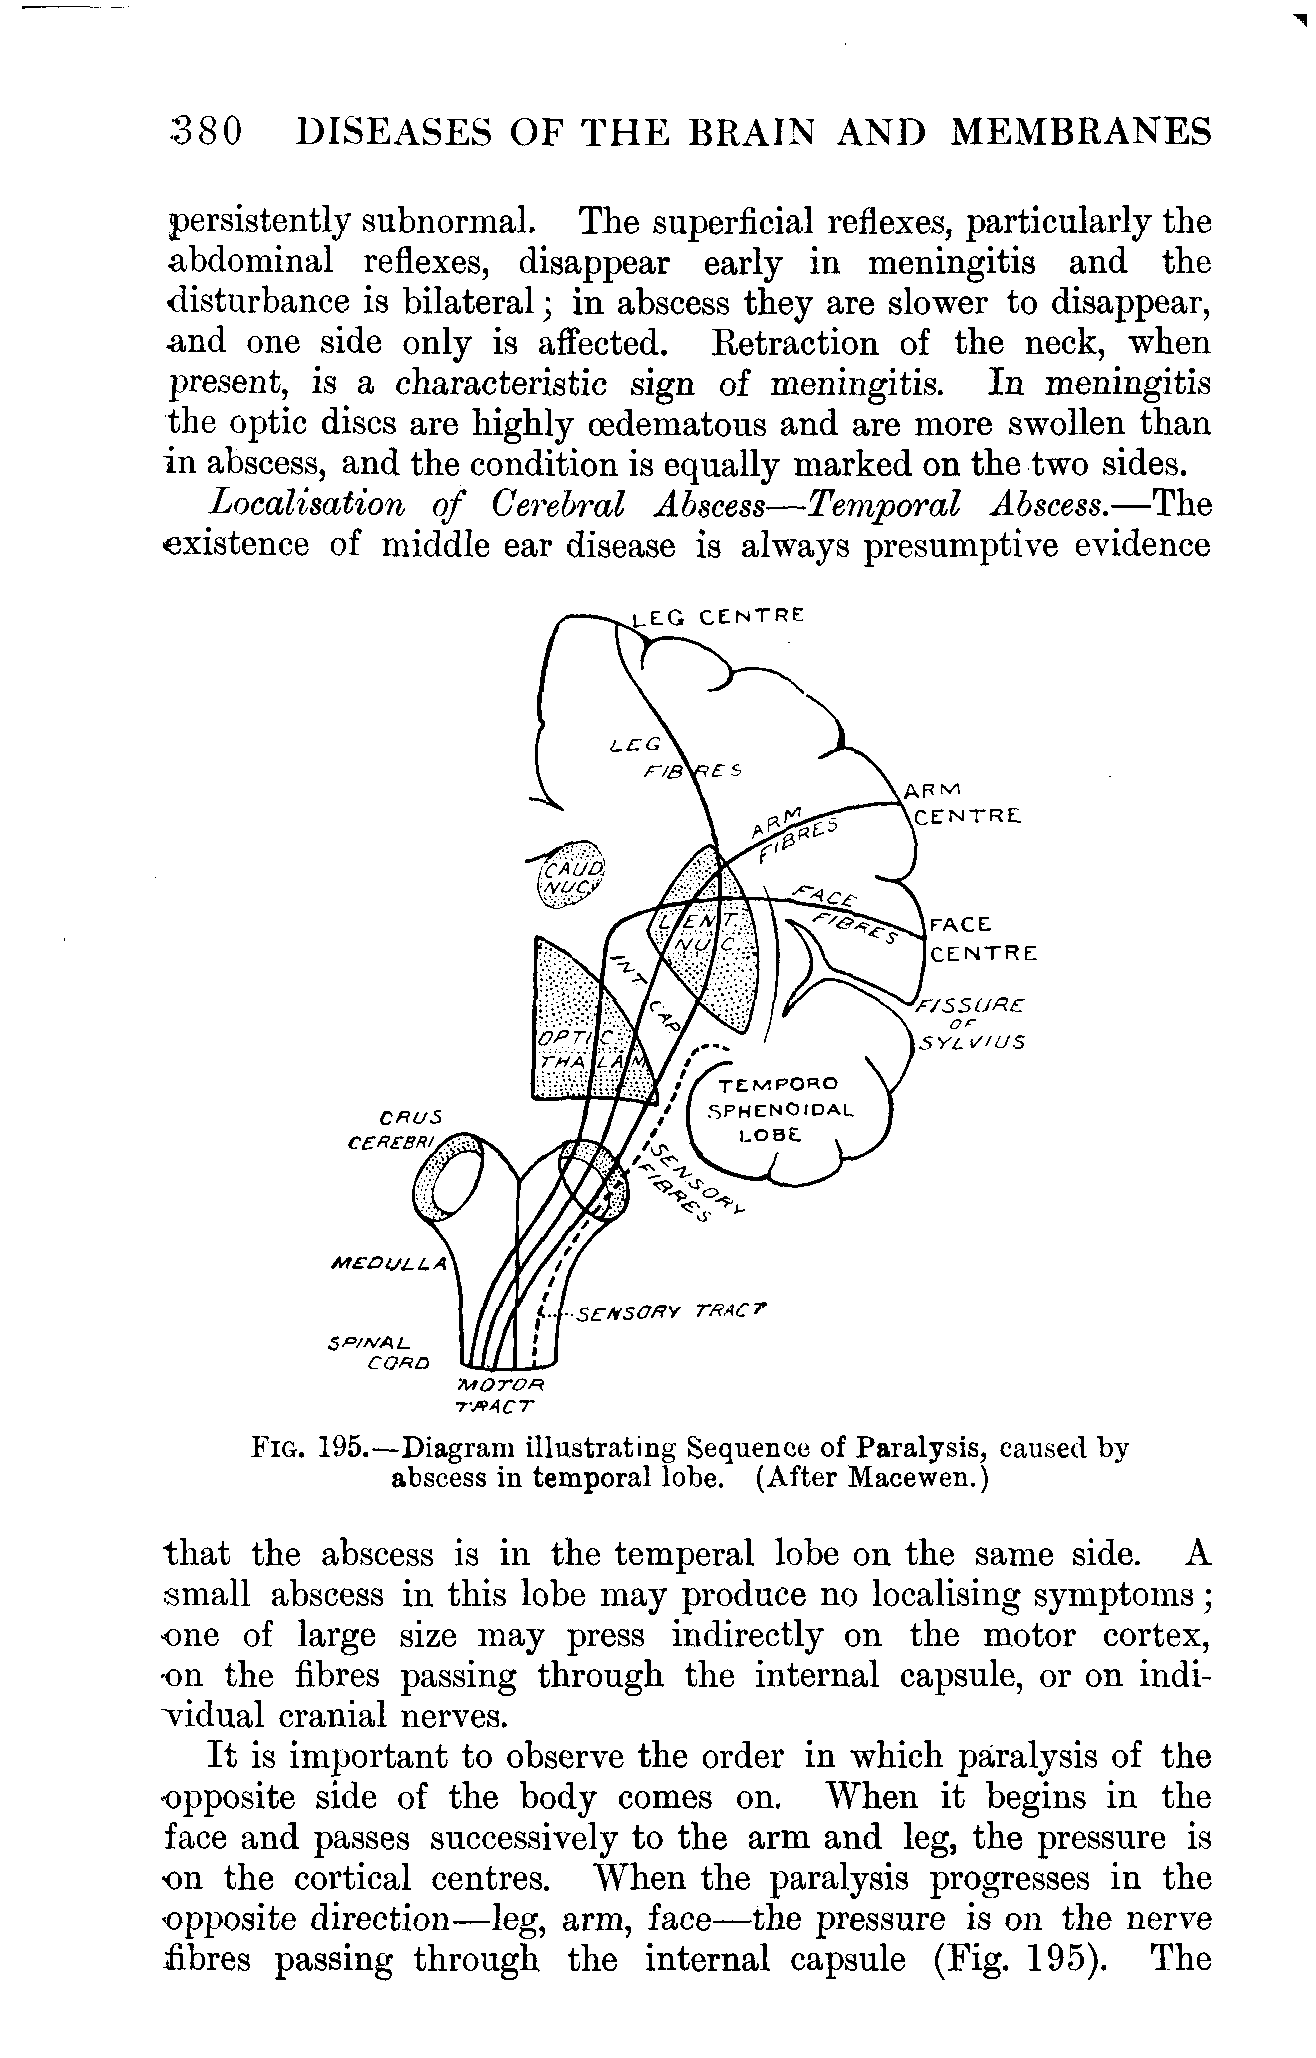 380 DISEASES OF THE BRAIN AND MEMBRANES
persistently subnormal. The superficial reflexes, particularly the
abdominal reflexes, disappear early in meningitis and the
disturbance is bilateral; in abscess they are slower to disappear,
and one side only is affected. Retraction of the neck, when
present, is a characteristic sign of meningitis. In meningitis
the optic discs are highly œdematous and are more swollen than
in abscess, and the condition is equally marked on the two sides.
Localisation of Cerebral Abscess—Temporal Abscess.—The
existence of middle ear disease is always presumptive evidence
LEG CENTRE
LEG
FIBRES
ARM
CENTRE
ARM
FIBRES
CAUD
NUC
FACE
FIBRES
FACE
CENTRE
LENT.
NUC.
INT CAP
FISSURE
OF
SYLVIUS
OPTIC
THALAM
TEMPORO
SPHENOIDAL
LOBE
CRUS
CEREBRI
SENSORY
FIBRES
MEDULLA
SENSORY TRACT
SPINAL
CORD
MOTOR
TRACT
FIG. 195.—Diagram illustrating Sequence of Paralysis, caused by
abscess in temporal lobe. (After Macewen.)
that the abscess is in the temperal lobe on the same side. A
small abscess in this lobe may produce no localising symptoms;
one of large size may press indirectly on the motor cortex,
on the fibres passing through the internal capsule, or on indi-
vidual cranial nerves.
It is important to observe the order in which paralysis of the
opposite side of the body comes on. When it begins in the
face and passes successively to the arm and leg, the pressure is
on the cortical centres. When the paralysis progresses in the
opposite direction—leg, arm, face—the pressure is on the nerve
fibres passing through the internal capsule (Fig. 195). The